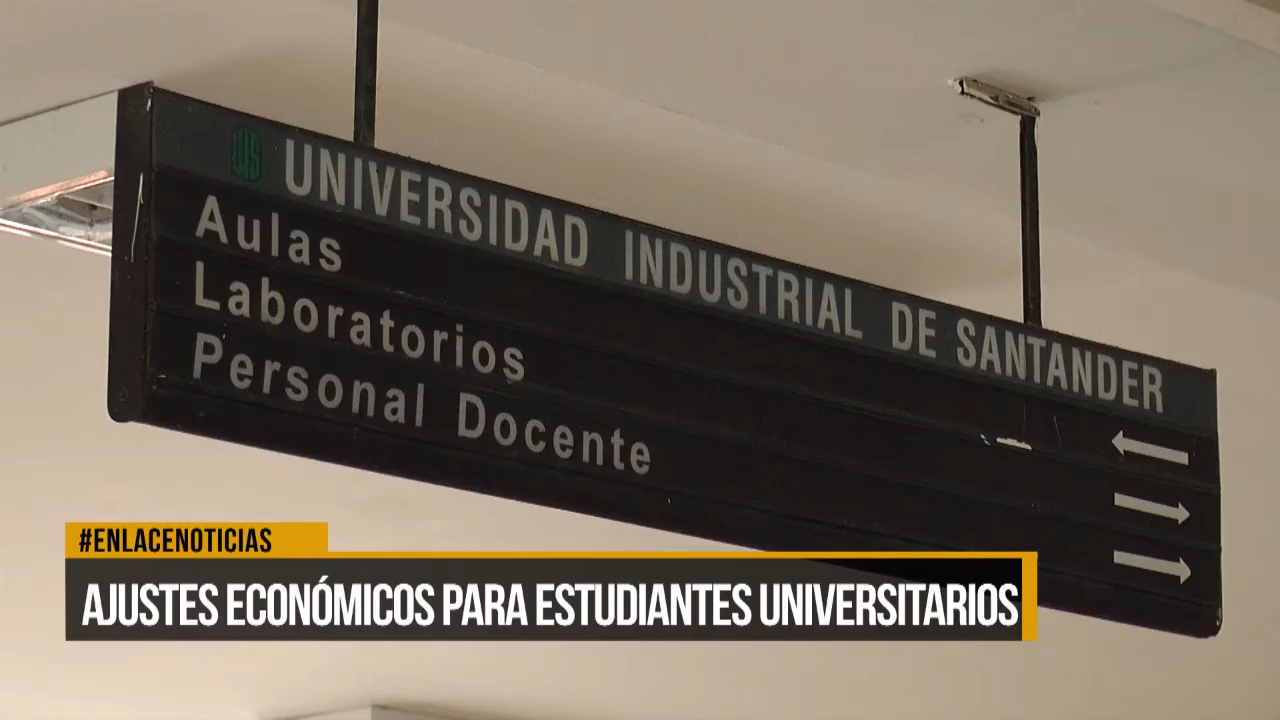 UIS UNIVERSIDAD INDUSTRIAL DE SANTANDER
Aulas
Laboratorios
Personal Docente
#ENLACENOTICIAS
AJUSTES ECONÓMICOS PARA ESTUDIANTES UNIVERSITARIOS